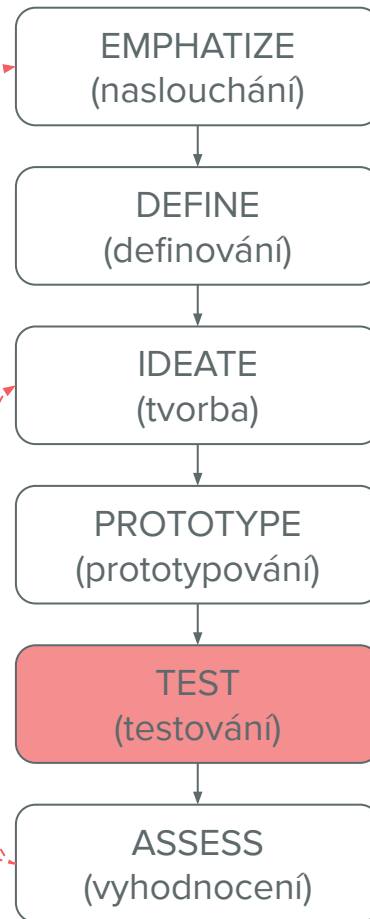 EMPHATIZE
(naslouchání)
DEFINE
(definování)
IDEATE
(tvorba)
PROTOTYPE
(prototypování)
TEST
(testování)
ASSESS
(vyhodnocení)